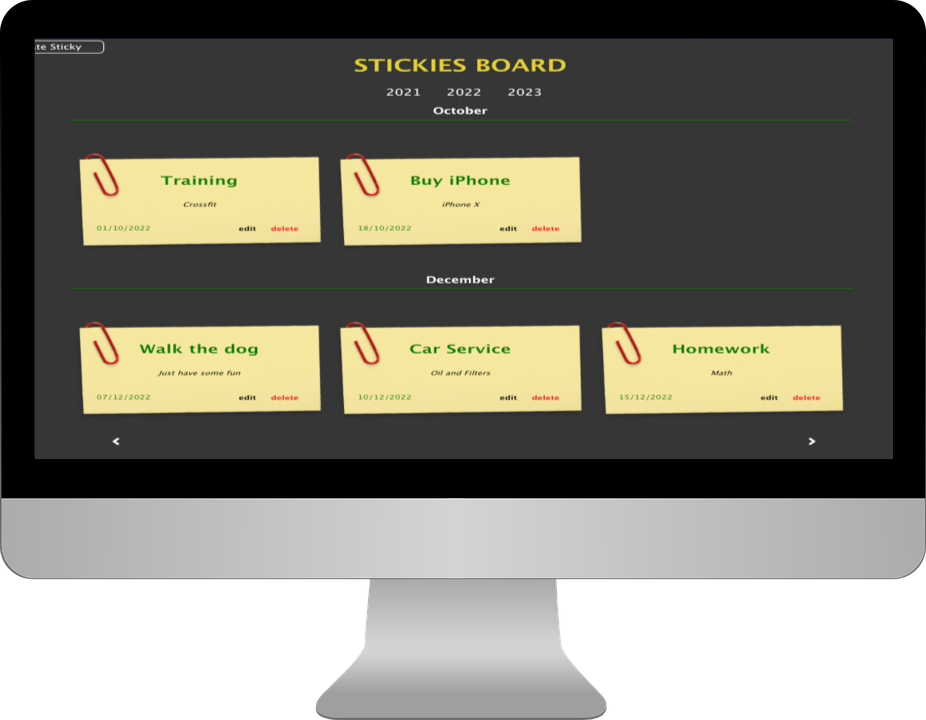 te Sticky
STICKIES BOARD
2021 2022 2023
October
Training
Crossfit
01/10/2022 edit delete
Buy iPhone
iPhone X
18/10/2022 edit delete
December
Walk the dog
Just have some fun
07/12/2022 edit delete
Car Service
Oil and Filters
10/12/2022 edit delete
Homework
Math
15/12/2022 edit delete
< >